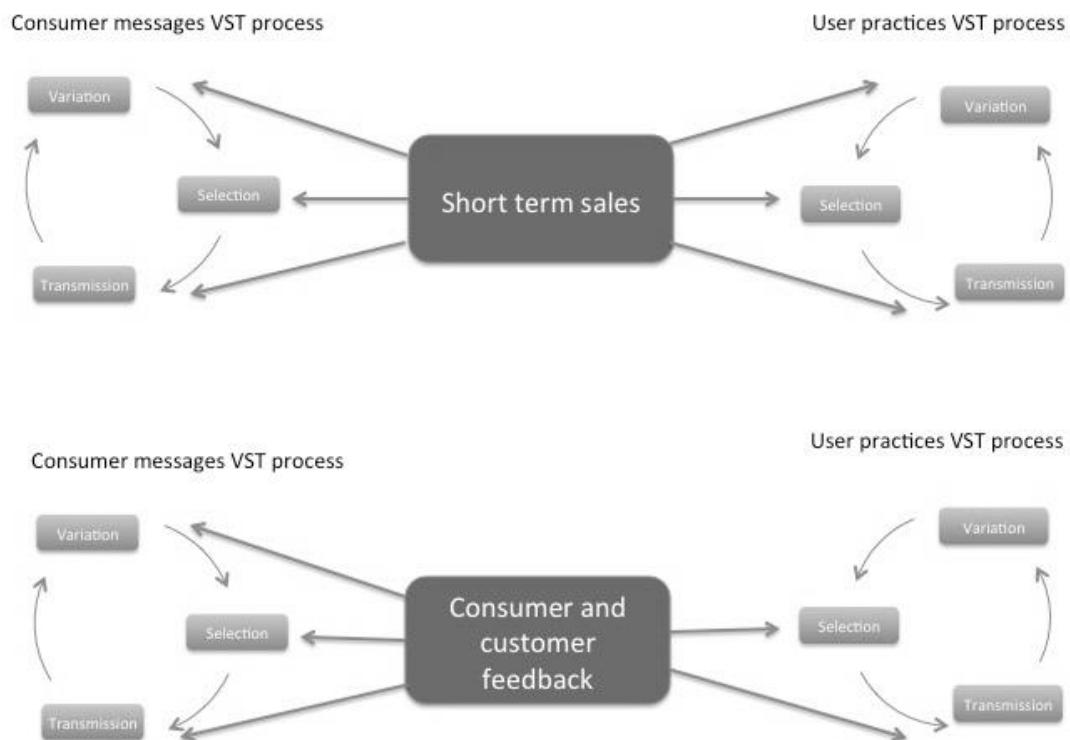 Consumer messages VST process
User practices VST process
Variation
Selection
Transmission
Short term sales
Variation
Selection
Transmission
Consumer messages VST process
User practices VST process
Variation
Selection
Transmission
Consumer and
customer
feedback
Variation
Selection
Transmission